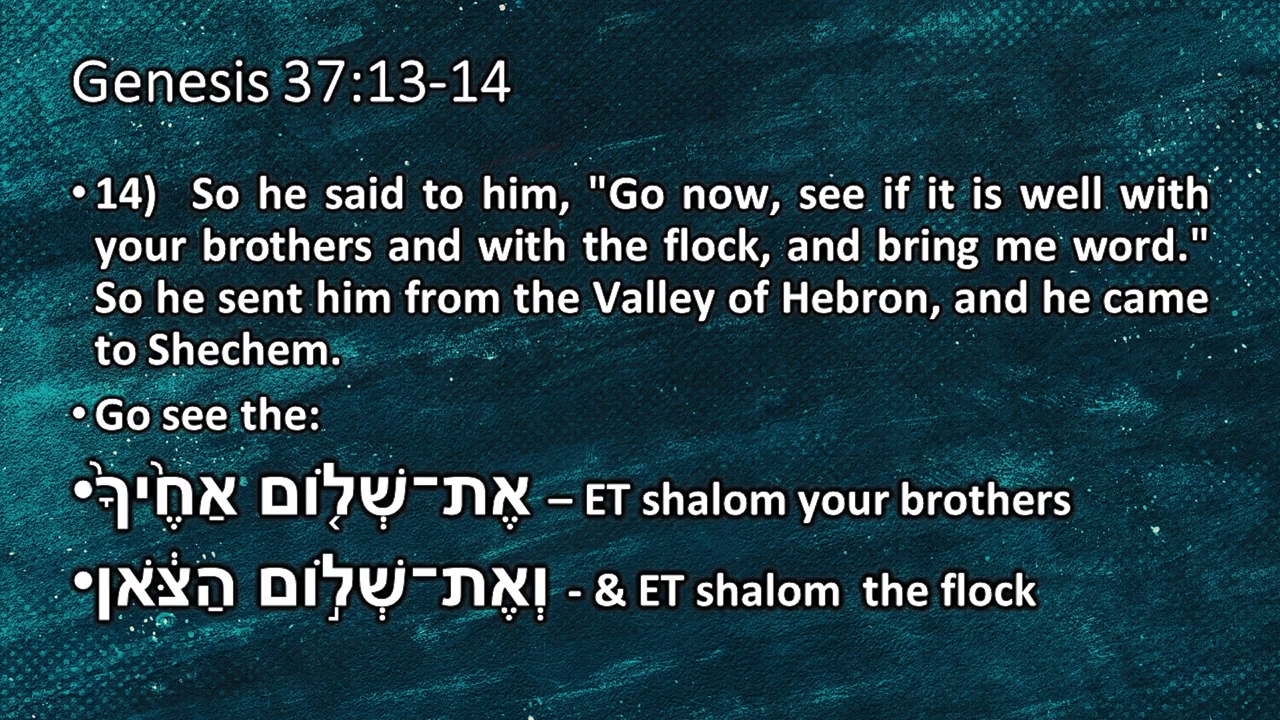 Genesis 37:13-14
• 14) So he said to him, "Go now, see if it is well with
your brothers and with the flock, and bring me word."
So he sent him from the Valley of Hebron, and he came
to Shechem.
• Go see the:
• אֶת־שְׁל֤וֹם אַחֶ֙יךָ֙ – ET shalom your brothers
• וְאֶת־שְׁל֣וֹם הַצֹּ֔אן - & ET shalom the flock